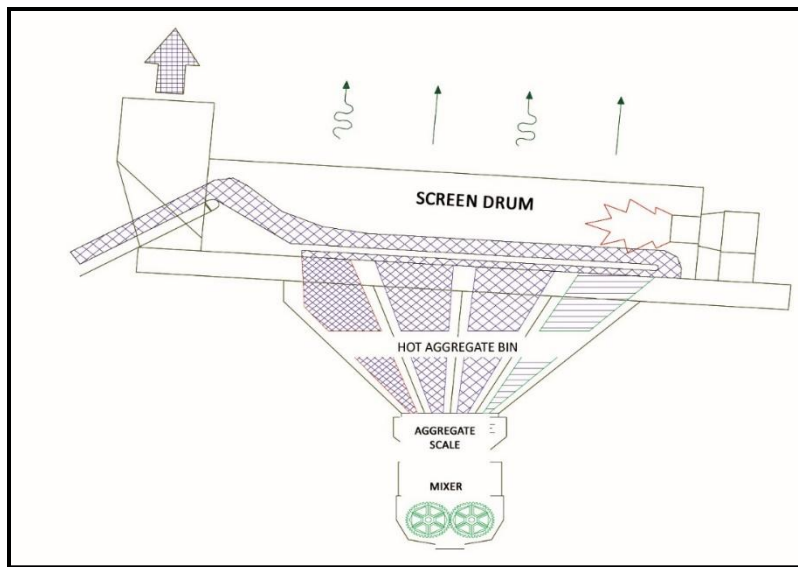 SCREEN DRUM
HOT AGGREGATE BIN
AGGREGATE
SCALE
MIXER